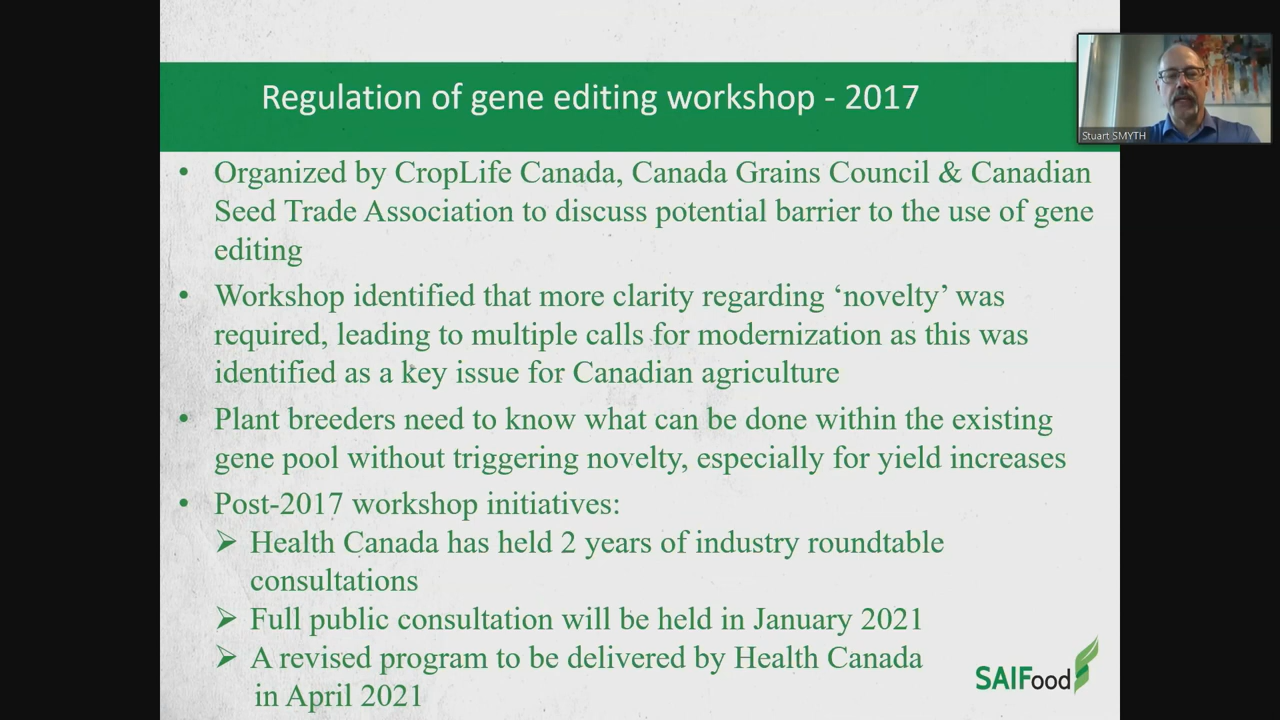 Regulation of gene editing workshop - 2017
Stuart SMYTH
• Organized by CropLife Canada, Canada Grains Council & Canadian
Seed Trade Association to discuss potential barrier to the use of gene
editing
• Workshop identified that more clarity regarding ‘novelty’ was
required, leading to multiple calls for modernization as this was
identified as a key issue for Canadian agriculture
• Plant breeders need to know what can be done within the existing
gene pool without triggering novelty, especially for yield increases
• Post-2017 workshop initiatives:
➢ Health Canada has held 2 years of industry roundtable
consultations
➢ Full public consultation will be held in January 2021
➢ A revised program to be delivered by Health Canada
in April 2021
SAIFood